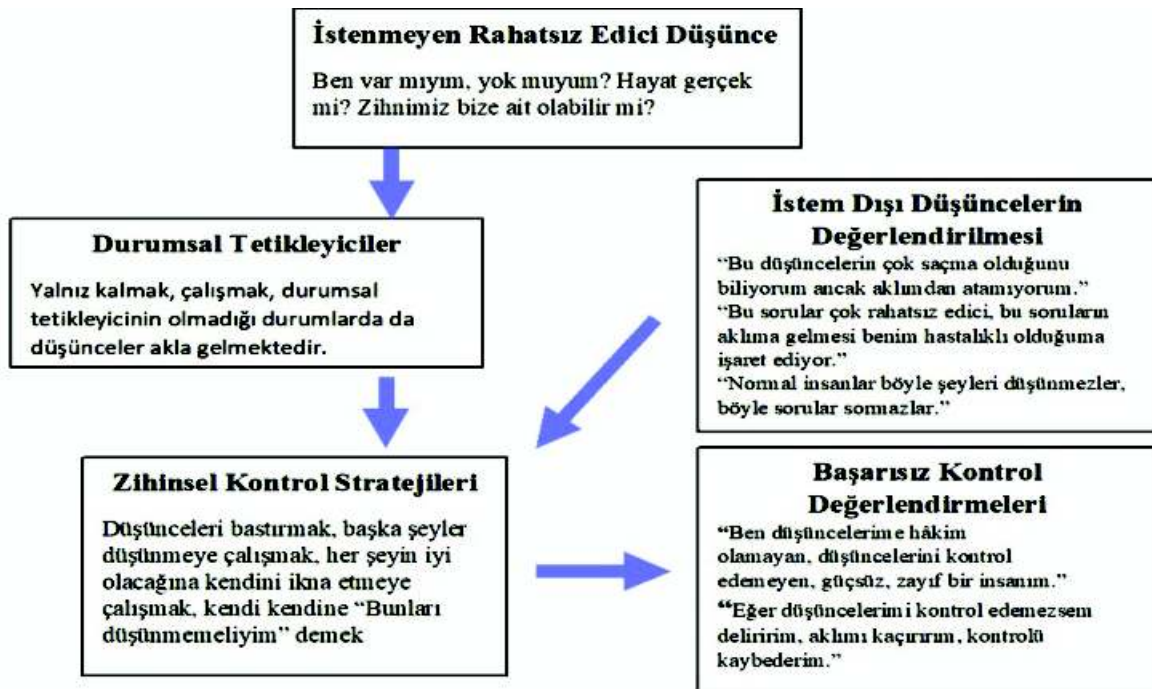 İstenmeyen Rahatsız Edici Düşünce
Ben var mıyım, yok muyum? Hayat gerçek
mi? Zihnimiz bize ait olabilir mi?
Durumsal Tetikleyiciler
Yalnız kalmak, çalışmak, durumsal
tetikleyicinin olmadığı durumlarda da
düşünceler akla gelmektedir.
İstem Dışı Düşüncelerin
Değerlendirilmesi
“Bu düşüncelerin çok saçma olduğunu
biliyorum ancak aklımdan atamıyorum.”
“Bu sorular çok rahatsız edici, bu soruların
aklıma gelmesi benim hastalıklı olduğuma
işaret ediyor.”
“Normal insanlar böyle şeyleri düşünmezler,
böyle sorular sormazlar.”
Zihinsel Kontrol Stratejileri
Düşünceleri bastırmak, başka şeyler
düşünmeye çalışmak, her şeyin iyi
olacağına kendini ikna etmeye
çalışmak, kendi kendine “Bunları
düşünmemeliyim” demek
Başarısız Kontrol
Değerlendirmeleri
“Ben düşüncelerime hâkim
olamayan, düşüncelerini kontrol
edemeyen, güçsüz, zayıf bir insanım.”
“Eğer düşüncelerimi kontrol edemezsem
deliririm, aklımı kaçırırım, kontrolü
kaybederim.”